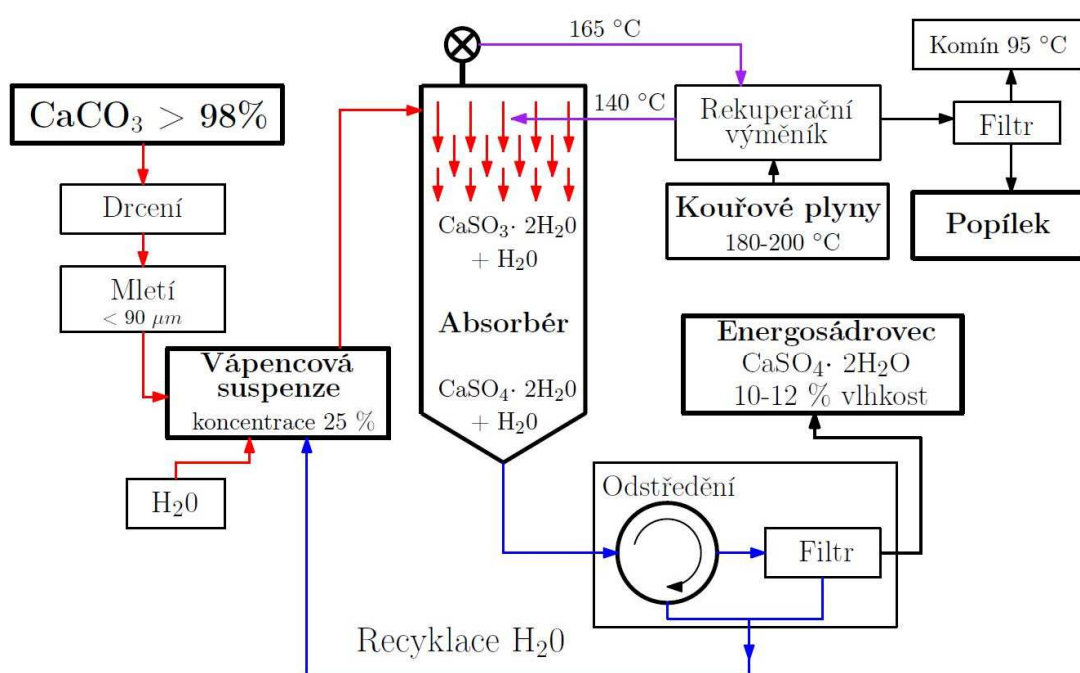 CaCO₃ > 98%
Drcení
Mletí
< 90 μm
Vápencová
suspenze
koncentrace 25 %
H₂0
165 °C
140 °C
CaSO₃· 2H₂0
+ H₂0
Absorbér
CaSO₄· 2H₂0
+ H₂0
Rekuperační
výměník
Kouřové plyny
180-200 °C
Komín 95 °C
Filtr
Popílek
Energosádrovec
CaSO₄· 2H₂O
10-12 % vlhkost
Odstředění
Filtr
Recyklace H₂0